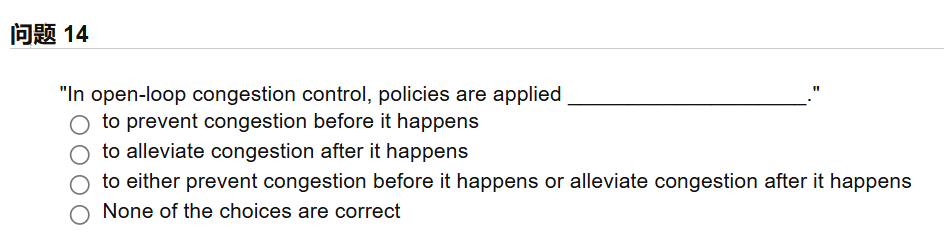 问题 14
"In open-loop congestion control, policies are applied ______________________."
to prevent congestion before it happens
to alleviate congestion after it happens
to either prevent congestion before it happens or alleviate congestion after it happens
None of the choices are correct